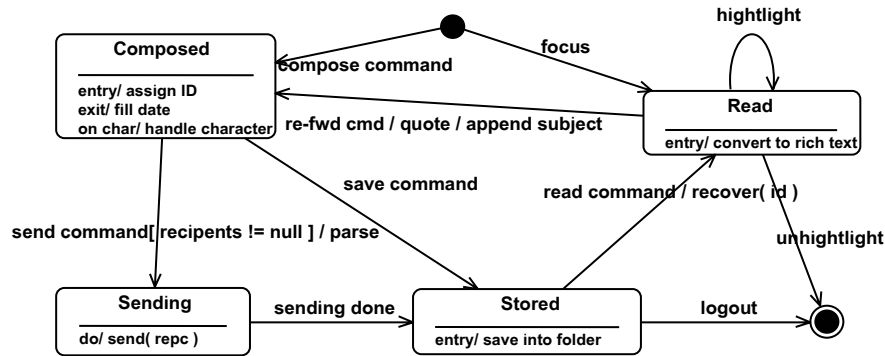 hightlight
Composed
focus
compose command
entry/ assign ID
exit/ fill date
on char/ handle character
Read
re-fwd cmd / quote / append subject
entry/ convert to rich text
save command
read command / recover( id )
send command[ recipents != null ] / parse
unhightlight
Sending
sending done
Stored
logout
do/ send( repc )
entry/ save into folder